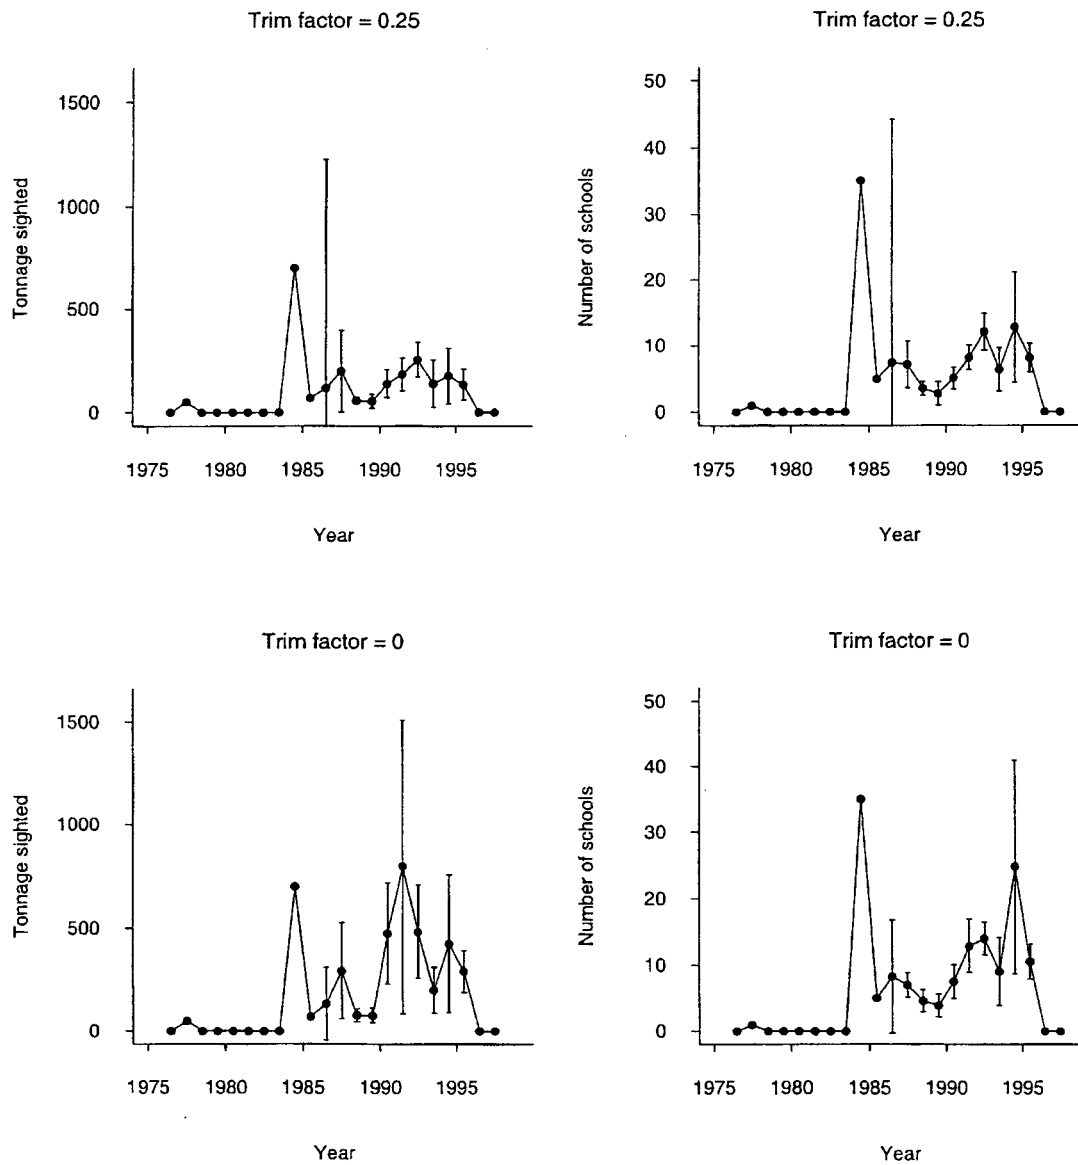 Trim factor = 0.25
Tonnage sighted
1500
1000
500
0
1975 1980 1985 1990 1995
Year
Trim factor = 0.25
Number of schools
50
40
30
20
10
0
1975 1980 1985 1990 1995
Year
Trim factor = 0
Tonnage sighted
1500
1000
500
0
1975 1980 1985 1990 1995
Year
Trim factor = 0
Number of schools
50
40
30
20
10
0
1975 1980 1985 1990 1995
Year